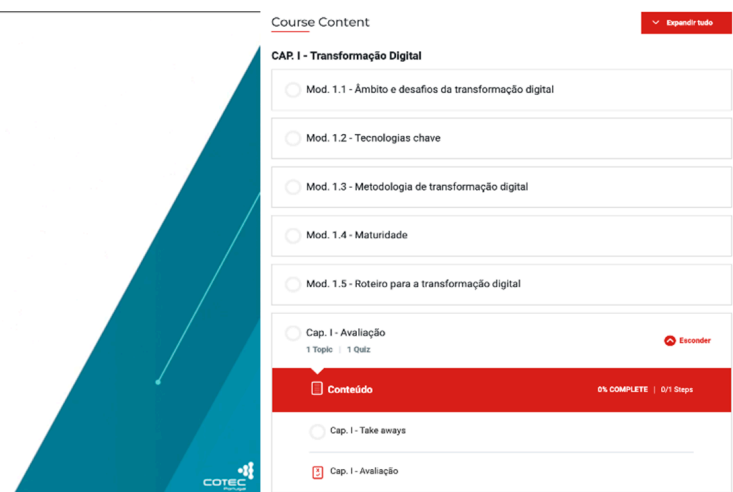 Course Content
Expandir tudo
CAP. I - Transformação Digital
Mod. 1.1 - Âmbito e desafios da transformação digital
Mod. 1.2 - Tecnologias chave
Mod. 1.3 - Metodologia de transformação digital
Mod. 1.4 - Maturidade
Mod. 1.5 - Roteiro para a transformação digital
Cap. I - Avaliação
1 Topic | 1 Quiz
Esconder
Conteúdo
0% COMPLETE | 0/1 Steps
Cap. I - Take aways
Cap. I - Avaliação
COTEC
Portugal